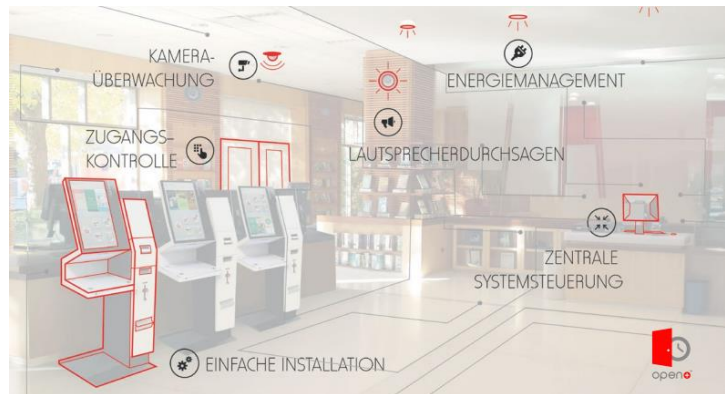 KAMERA-
ÜBERWACHUNG
ENERGIEMANAGEMENT
ZUGANGS-
KONTROLLE
LAUTSPRECHERDURCHSAGEN
ZENTRALE
SYSTEMSTEUERUNG
EINFACHE INSTALLATION
open+